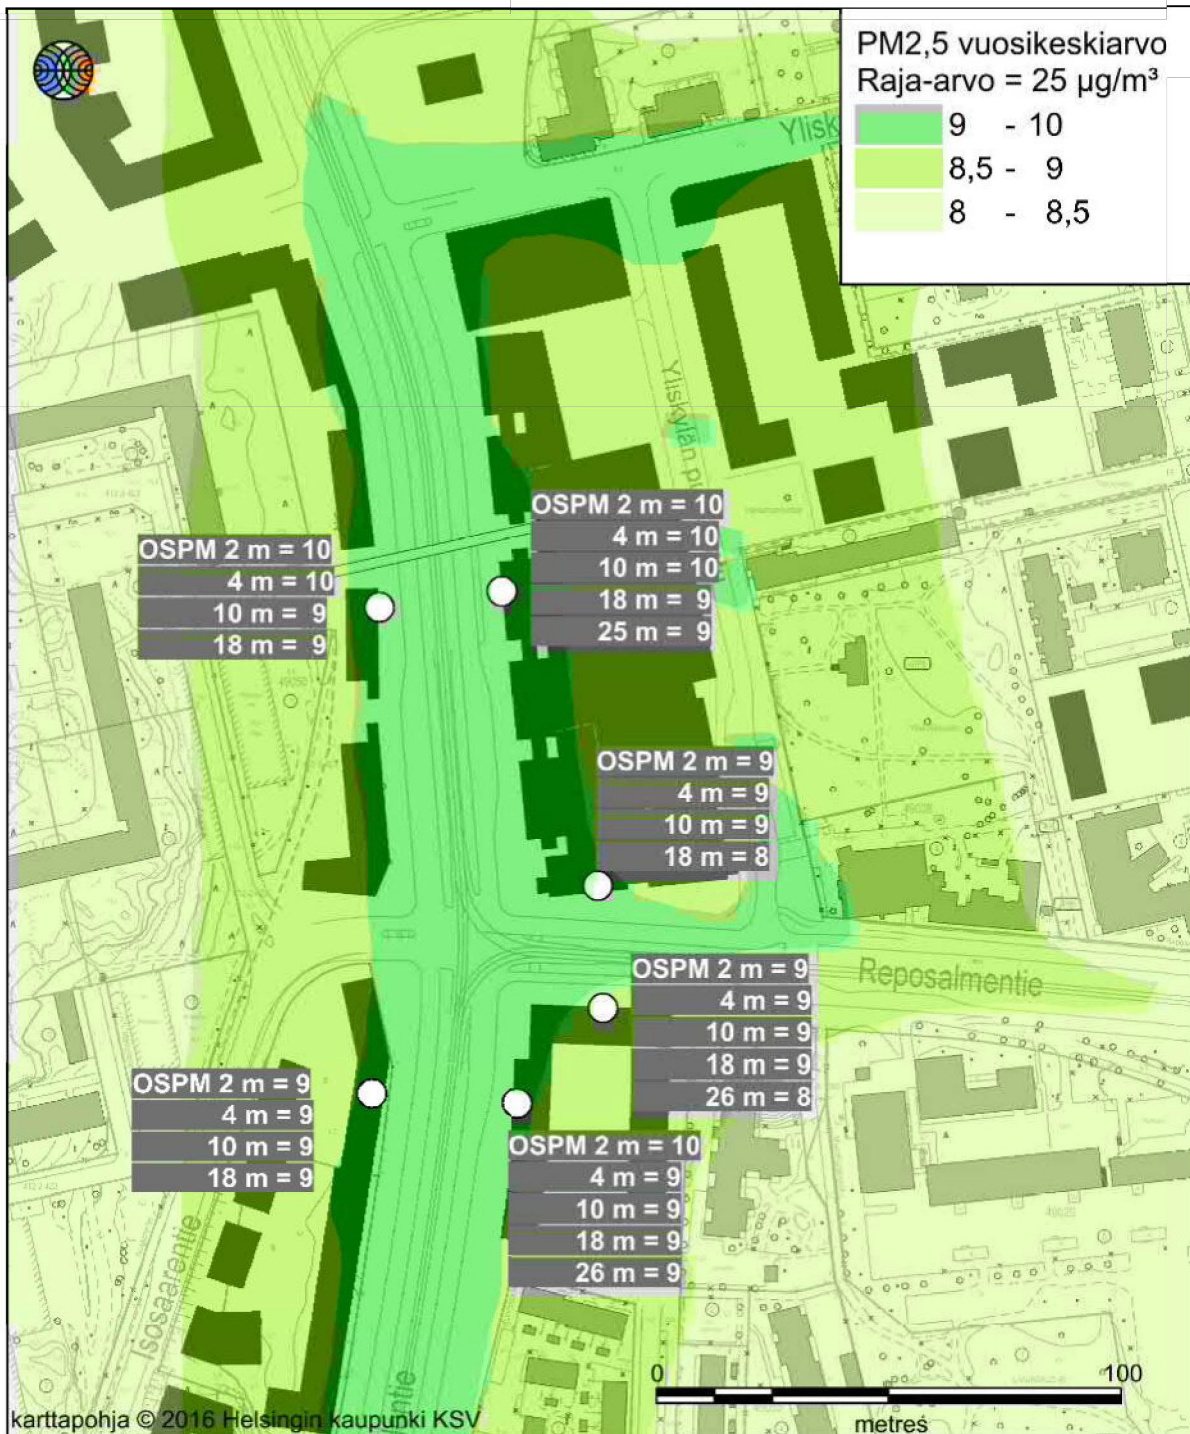 PM2,5 vuosikeskiarvo
Raja-arvo = 25 µg/m³
9 - 10
8,5 - 9
8 - 8,5
Ylisk
Yliskylän pu
OSPM 2 m = 10
4 m = 10
10 m = 10
18 m = 9
25 m = 9
OSPM 2 m = 10
4 m = 10
10 m = 9
18 m = 9
OSPM 2 m = 9
4 m = 9
10 m = 9
18 m = 8
Reposalmentie
OSPM 2 m = 9
4 m = 9
10 m = 9
18 m = 9
26 m = 8
OSPM 2 m = 9
4 m = 9
10 m = 9
18 m = 9
OSPM 2 m = 10
4 m = 9
10 m = 9
18 m = 9
26 m = 9
Isosaarentie
ntie
0 100
metres
karttapohja © 2016 Helsingin kaupunki KSV